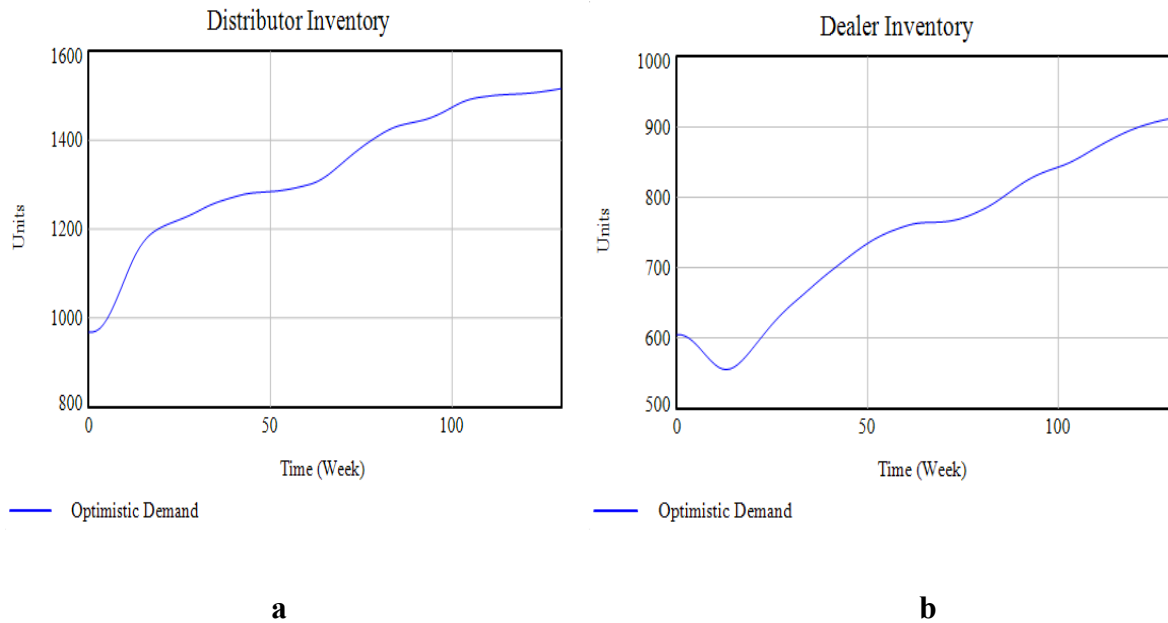 Distributor Inventory
1600
1400
1200
1000
800
Units
0 50 100
Time (Week)
Optimistic Demand
a
Dealer Inventory
1000
900
800
700
600
500
Units
0 50 100
Time (Week)
Optimistic Demand
b